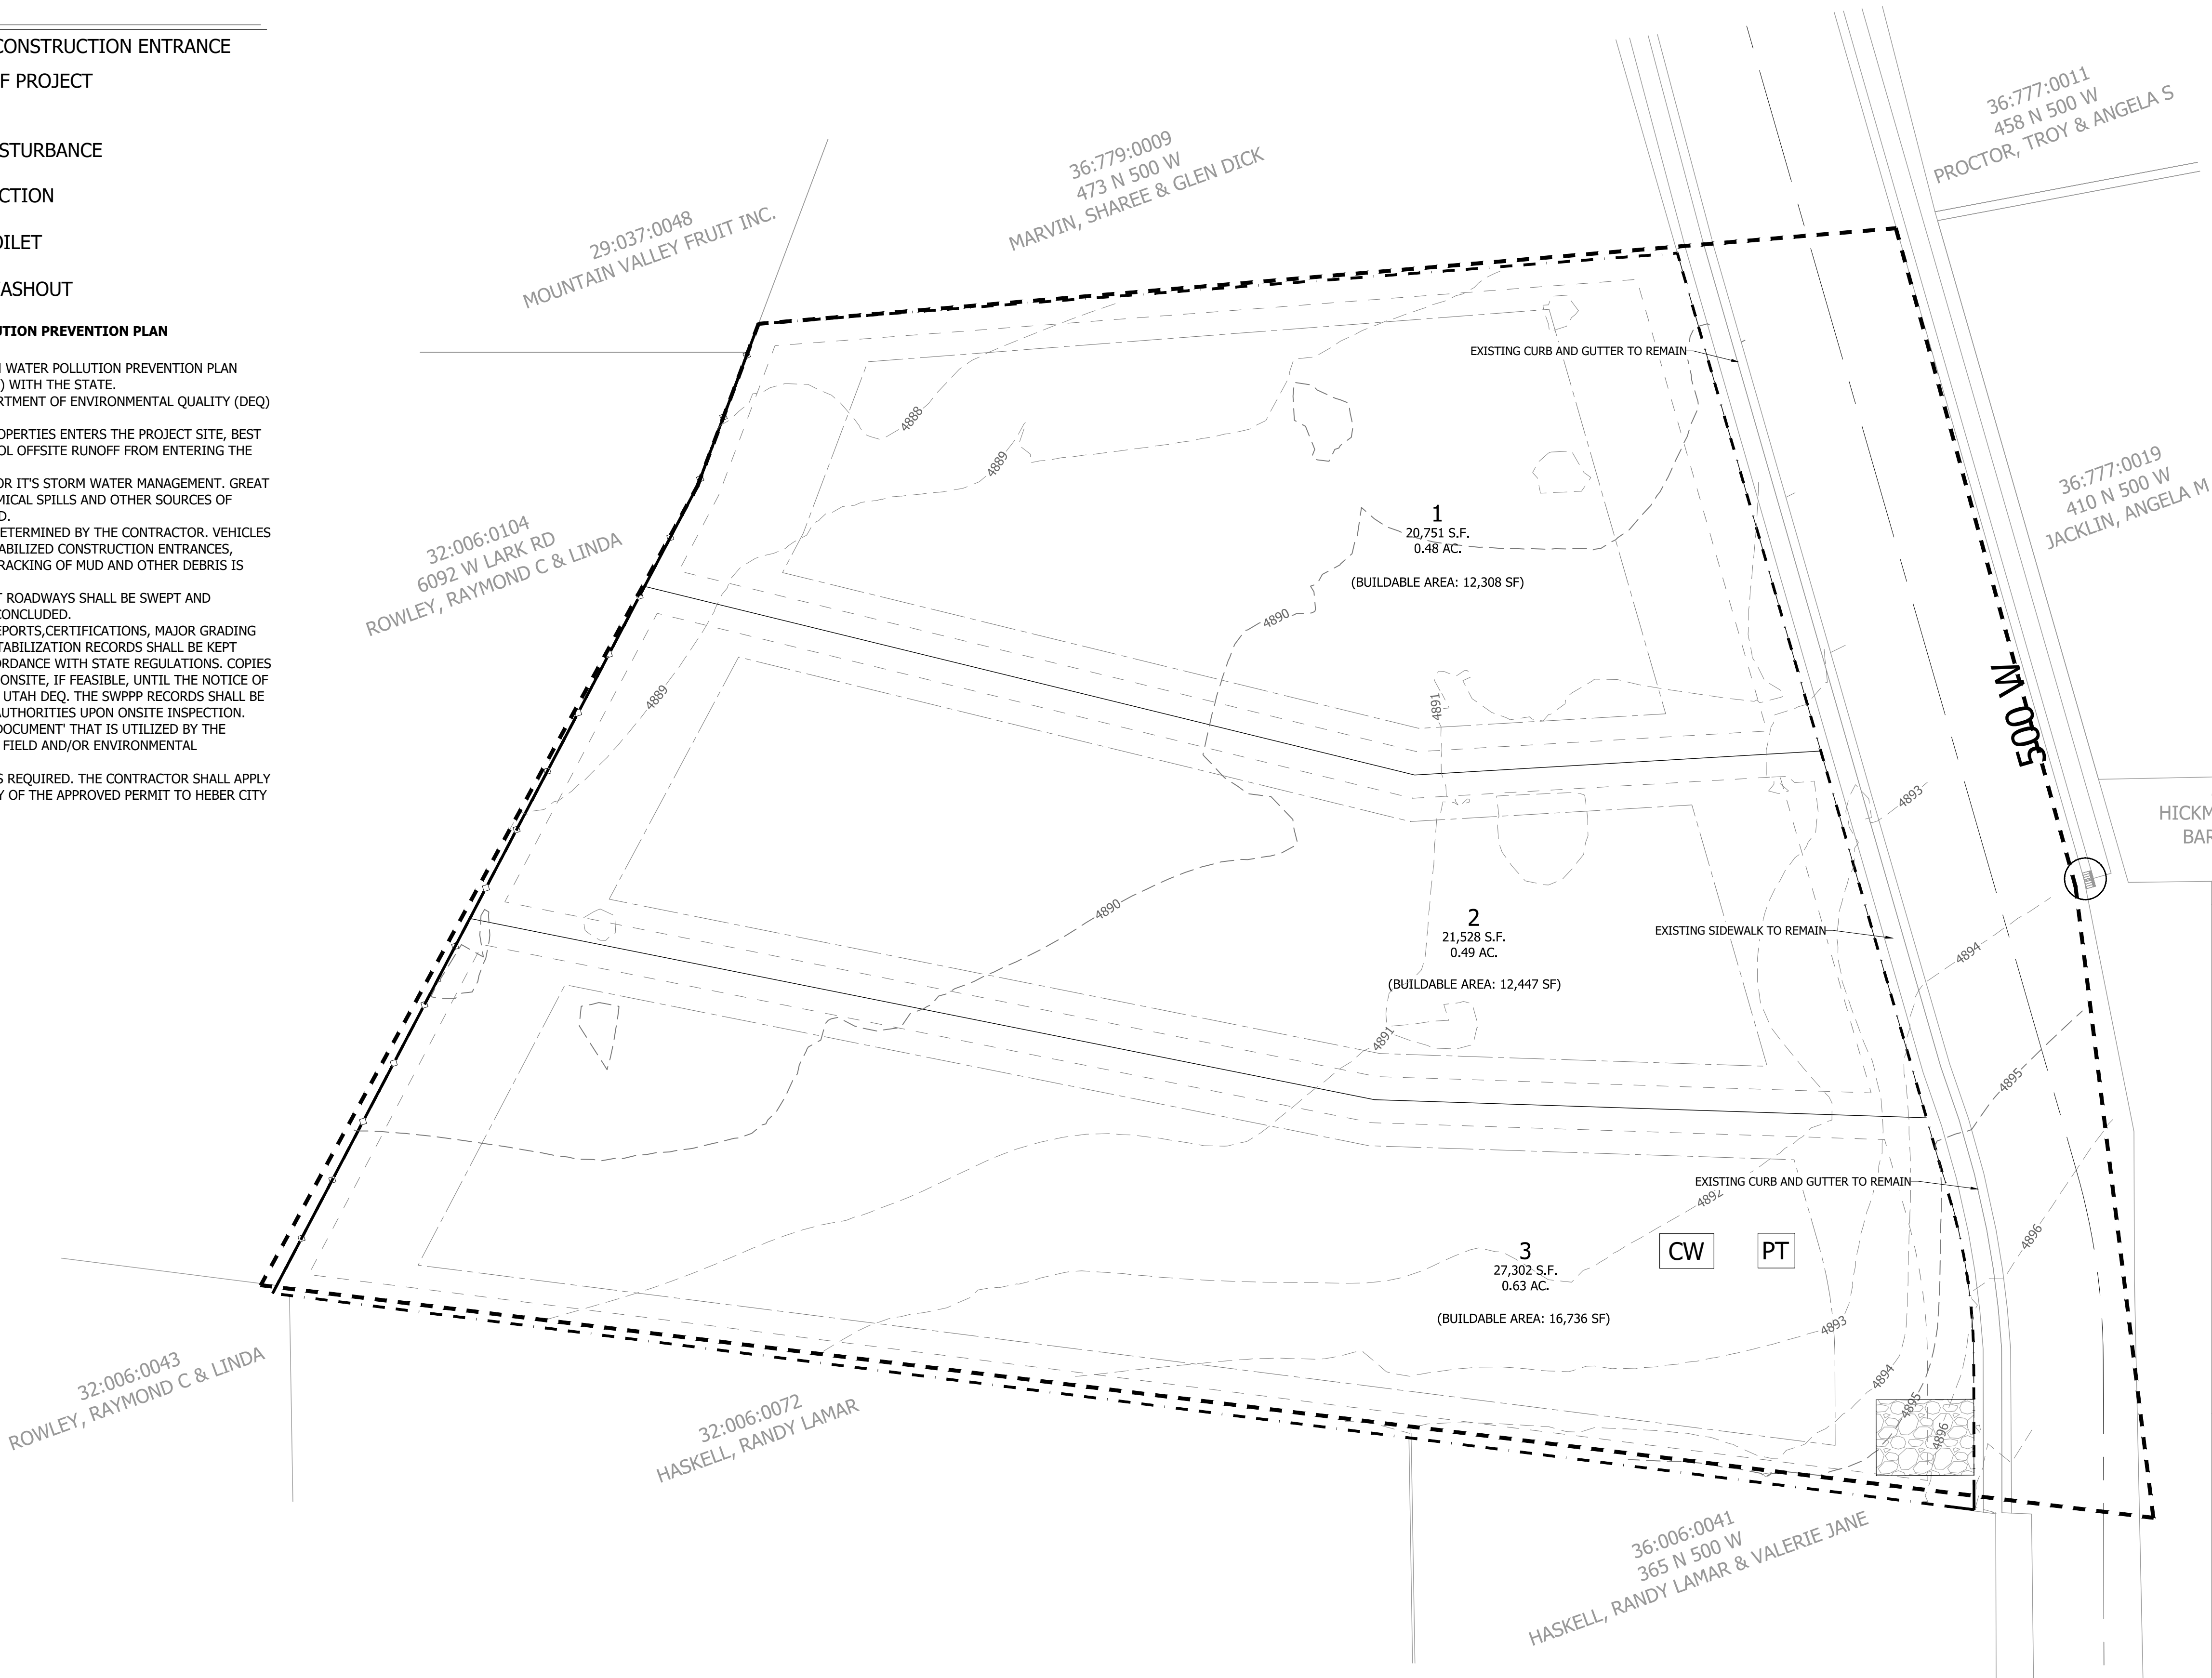 CONSTRUCTION ENTRANCE
F PROJECT
STURBANCE
CTION
OILET
ASHOUT
UTION PREVENTION PLAN
WATER POLLUTION PREVENTION PLAN
) WITH THE STATE.
RTMENT OF ENVIRONMENTAL QUALITY (DEQ)
OPERTIES ENTERS THE PROJECT SITE, BEST
OL OFFSITE RUNOFF FROM ENTERING THE
OR IT'S STORM WATER MANAGEMENT. GREAT
MICAL SPILLS AND OTHER SOURCES OF
D.
ETERMINED BY THE CONTRACTOR. VEHICLES
ABILIZED CONSTRUCTION ENTRANCES,
RACKING OF MUD AND OTHER DEBRIS IS
T ROADWAYS SHALL BE SWEPT AND
CONCLUDED.
EPORTS,CERTIFICATIONS, MAJOR GRADING
TABILIZATION RECORDS SHALL BE KEPT
ORDANCE WITH STATE REGULATIONS. COPIES
ONSITE, IF FEASIBLE, UNTIL THE NOTICE OF
UTAH DEQ. THE SWPPP RECORDS SHALL BE
AUTHORITIES UPON ONSITE INSPECTION.
DOCUMENT' THAT IS UTILIZED BY THE
FIELD AND/OR ENVIRONMENTAL
S REQUIRED. THE CONTRACTOR SHALL APPLY
Y OF THE APPROVED PERMIT TO HEBER CITY
29:037:0048
MOUNTAIN VALLEY FRUIT INC.
36:779:0009
473 N 500 W
MARVIN, SHAREE & GLEN DICK
36:777:0011
458 N 500 W
PROCTOR, TROY & ANGELA S
EXISTING CURB AND GUTTER TO REMAIN
4888
4889
36:777:0019
410 N 500 W
JACKLIN, ANGELA M
32:006:0104
6092 W LARK RD
ROWLEY, RAYMOND C & LINDA
1
20,751 S.F.
0.48 AC.
(BUILDABLE AREA: 12,308 SF)
4890
4889
4891
500 W
4893
HICKM
BAR
4890
2
21,528 S.F.
0.49 AC.
(BUILDABLE AREA: 12,447 SF)
EXISTING SIDEWALK TO REMAIN
4894
4891
4895
EXISTING CURB AND GUTTER TO REMAIN
4892
CW
PT
4896
3
27,302 S.F.
0.63 AC.
(BUILDABLE AREA: 16,736 SF)
4893
4894
4895
4896
32:006:0043
ROWLEY, RAYMOND C & LINDA
32:006:0072
HASKELL, RANDY LAMAR
36:006:0041
365 N 500 W
HASKELL, RANDY LAMAR & VALERIE JANE